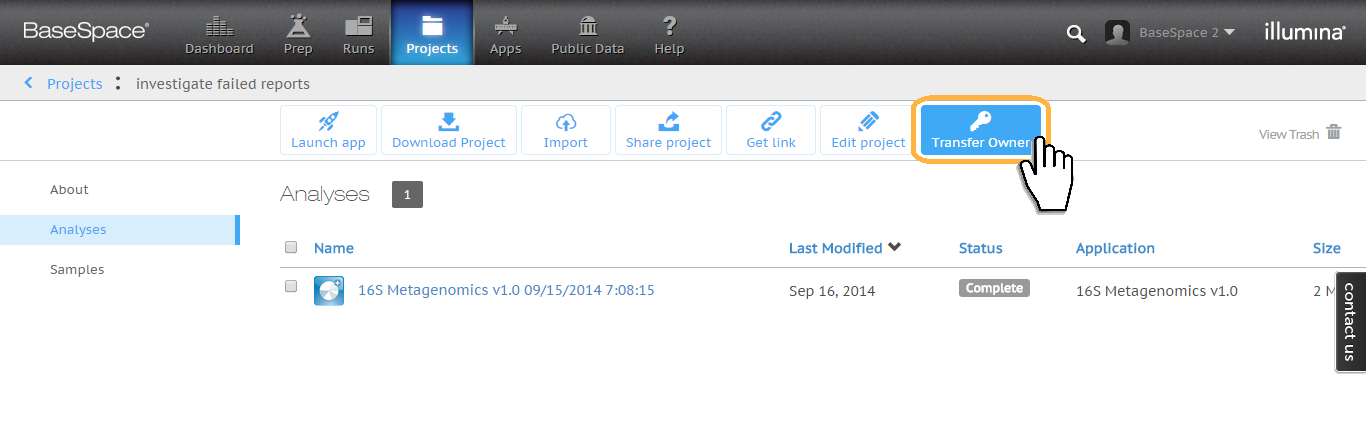 BaseSpace®
Dashboard
Prep
Runs
Projects
Apps
Public Data
Help
BaseSpace 2
illumina®
Projects : investigate failed reports
Launch app
Download Project
Import
Share project
Get link
Edit project
Transfer Owner
View Trash
About
Analyses
Samples
Analyses 1
Name Last Modified Status Application Size
16S Metagenomics v1.0 09/15/2014 7:08:15 Sep 16, 2014 Complete 16S Metagenomics v1.0 2 M
contact us